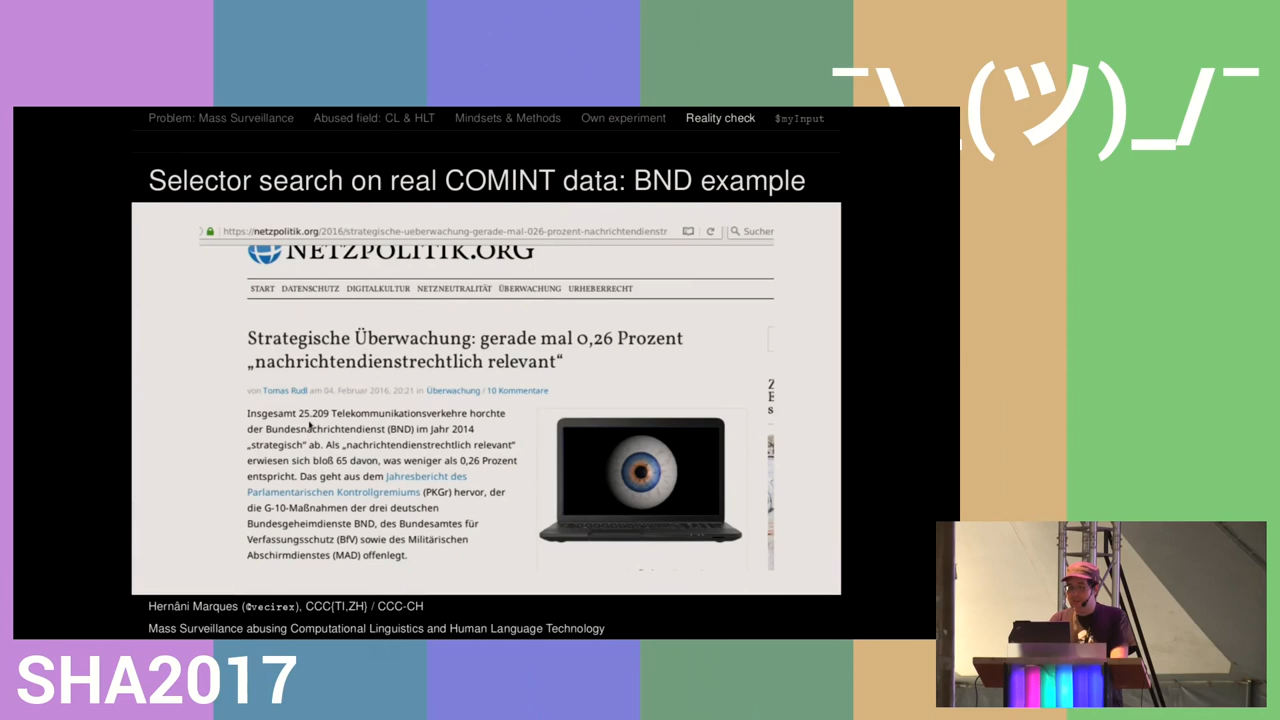 ¯\_(ツ)_/¯
Problem: Mass Surveillance Abused field: CL & HLT Mindsets & Methods Own experiment Reality check $myInput
Selector search on real COMINT data: BND example
https://netzpolitik.org/2016/strategische-ueberwachung-gerade-mal-026-prozent-nachrichtendienstr Sucher
NETZPOLITIK.ORG
START DATENSCHUTZ DIGITALKULTUR NETZNEUTRALITÄT ÜBERWACHUNG URHEBERRECHT
Strategische Überwachung: gerade mal 0,26 Prozent
„nachrichtendienstrechtlich relevant“
von Tomas Rudl am 04. Februar 2016, 20:21 in Überwachung / 10 Kommentare
Insgesamt 25.209 Telekommunikationsverkehre horchte
der Bundesnachrichtendienst (BND) im Jahr 2014
„strategisch“ ab. Als „nachrichtendienstrechtlich relevant“
erwiesen sich bloß 65 davon, was weniger als 0,26 Prozent
entspricht. Das geht aus dem Jahresbericht des
Parlamentarischen Kontrollgremiums (PKGr) hervor, der
die G-10-Maßnahmen der drei deutschen
Bundesgeheimdienste BND, des Bundesamtes für
Verfassungsschutz (BfV) sowie des Militärischen
Abschirmdienstes (MAD) offenlegt.
Z
E
s
Hernâni Marques (@vecirex), CCC{TI,ZH} / CCC-CH
Mass Surveillance abusing Computational Linguistics and Human Language Technology
SHA2017